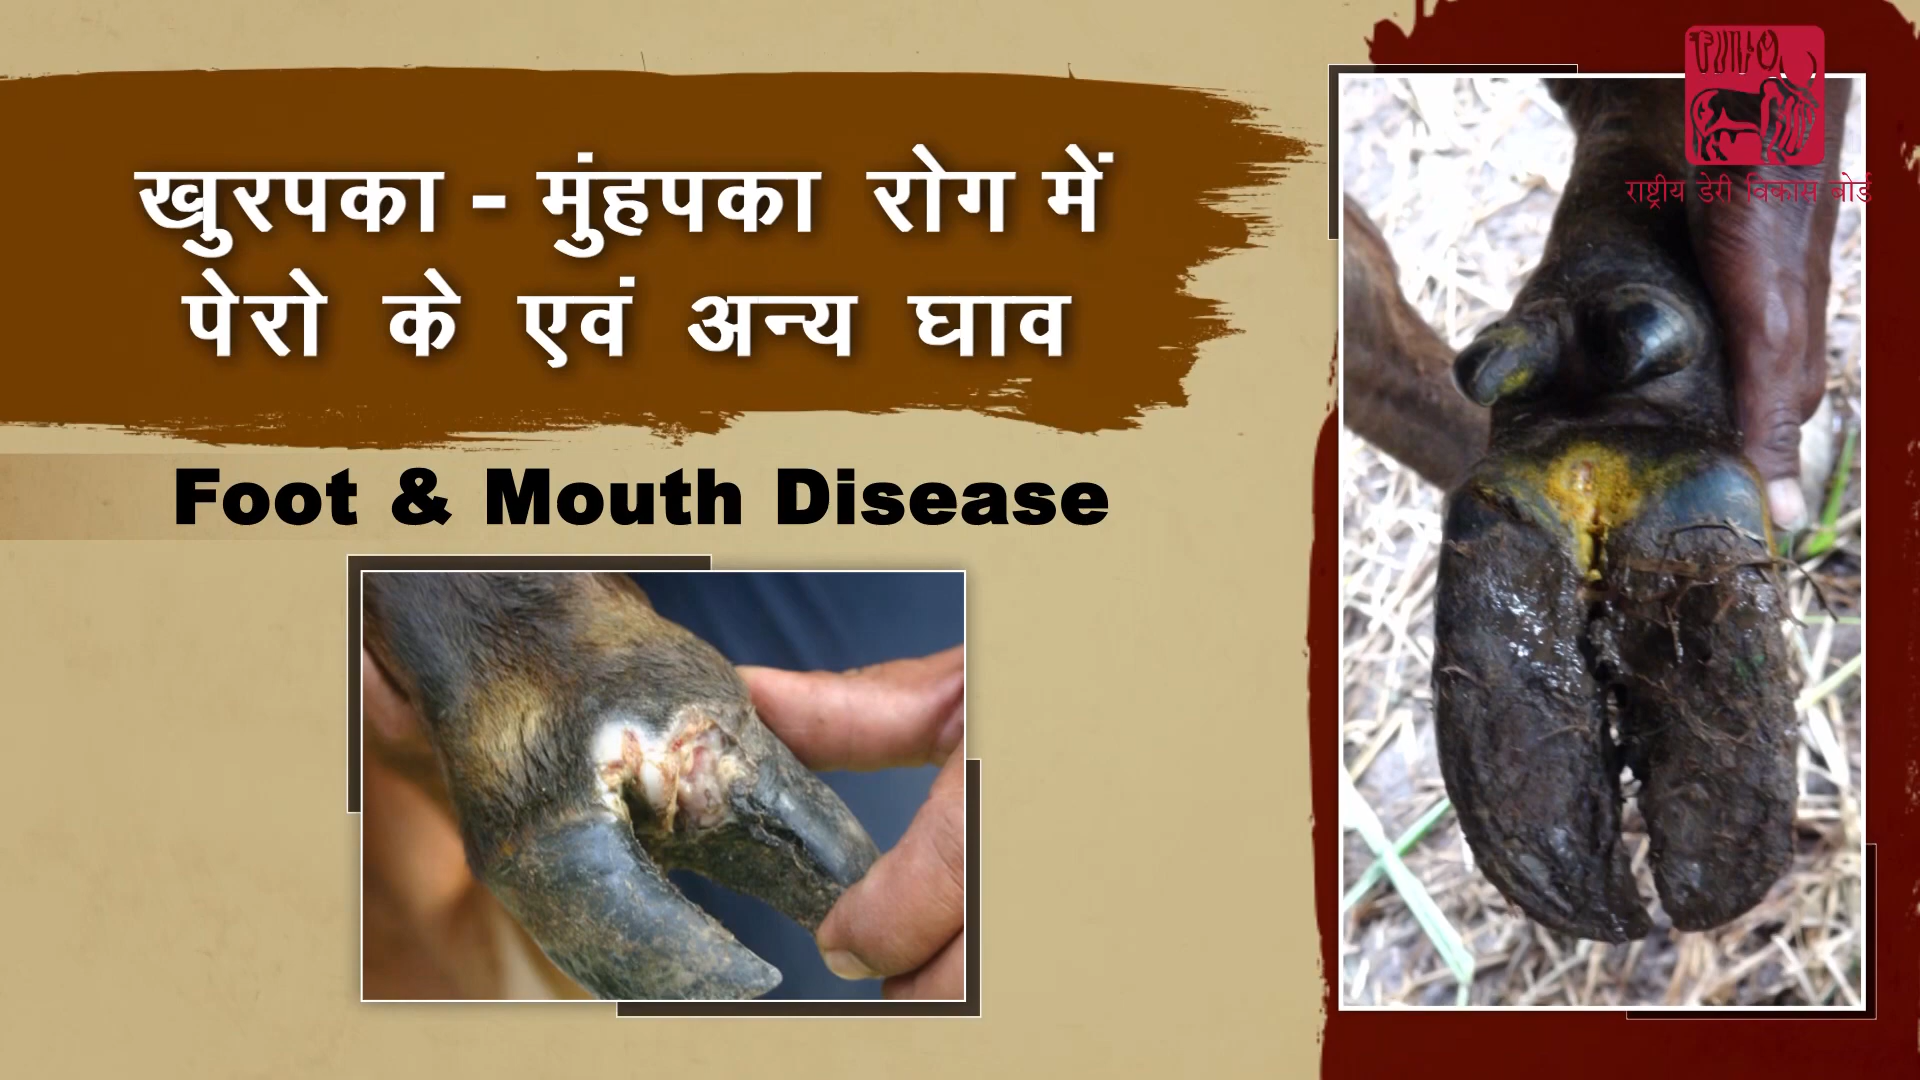 खुरपका - मुंहपका रोग में
पेरो के एवं अन्य घाव
Foot & Mouth Disease
राष्ट्रीय डेरी विकास बोर्ड